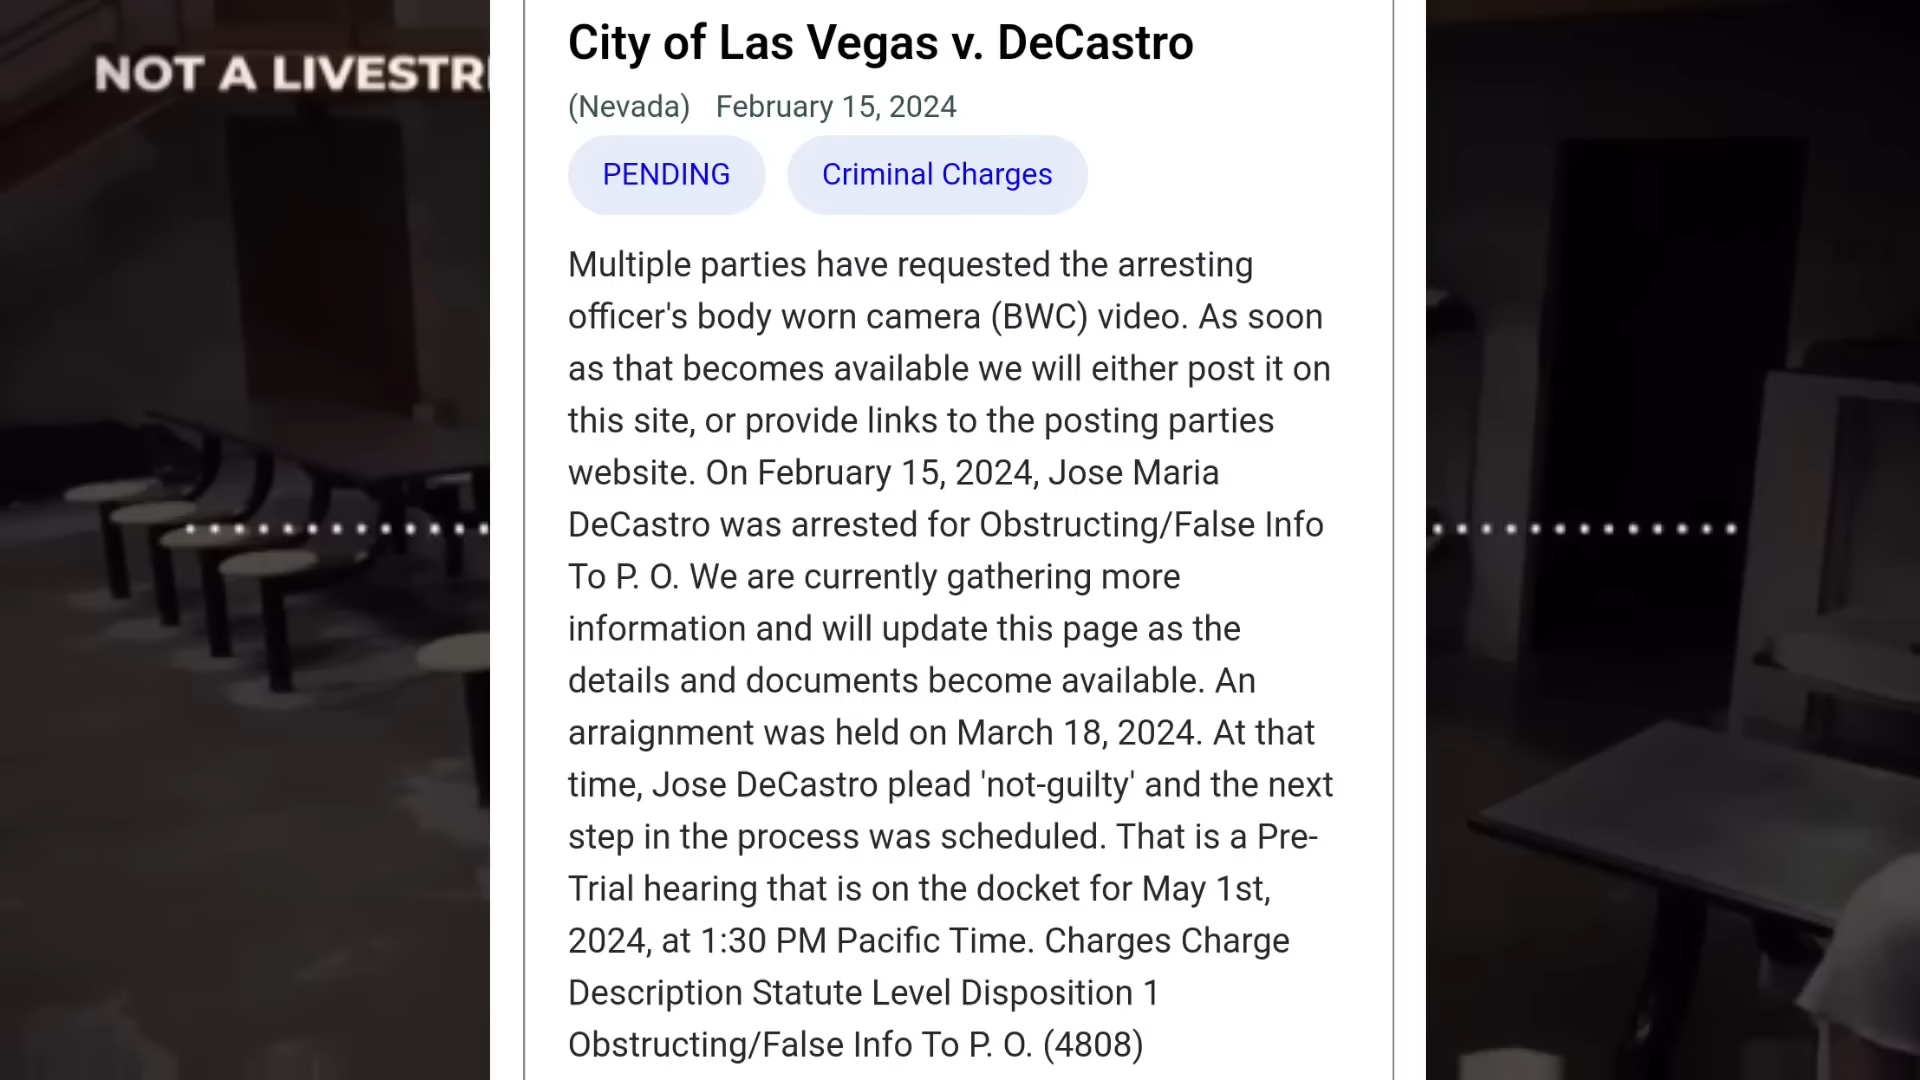 City of Las Vegas v. DeCastro
NOT A LIVESTR
(Nevada) February 15, 2024
PENDING Criminal Charges
Multiple parties have requested the arresting
officer's body worn camera (BWC) video. As soon
as that becomes available we will either post it on
this site, or provide links to the posting parties
website. On February 15, 2024, Jose Maria
DeCastro was arrested for Obstructing/False Info
To P. O. We are currently gathering more
information and will update this page as the
details and documents become available. An
arraignment was held on March 18, 2024. At that
time, Jose DeCastro plead 'not-guilty' and the next
step in the process was scheduled. That is a Pre-
Trial hearing that is on the docket for May 1st,
2024, at 1:30 PM Pacific Time. Charges Charge
Description Statute Level Disposition 1
Obstructing/False Info To P. O. (4808)